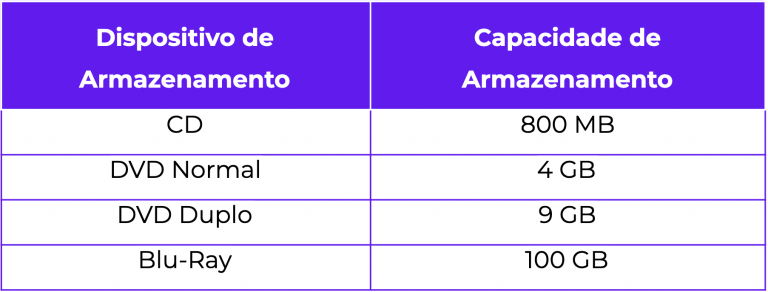 Dispositivo de
Armazenamento
Capacidade de
Armazenamento
CD
800 MB
DVD Normal
4 GB
DVD Duplo
9 GB
Blu-Ray
100 GB